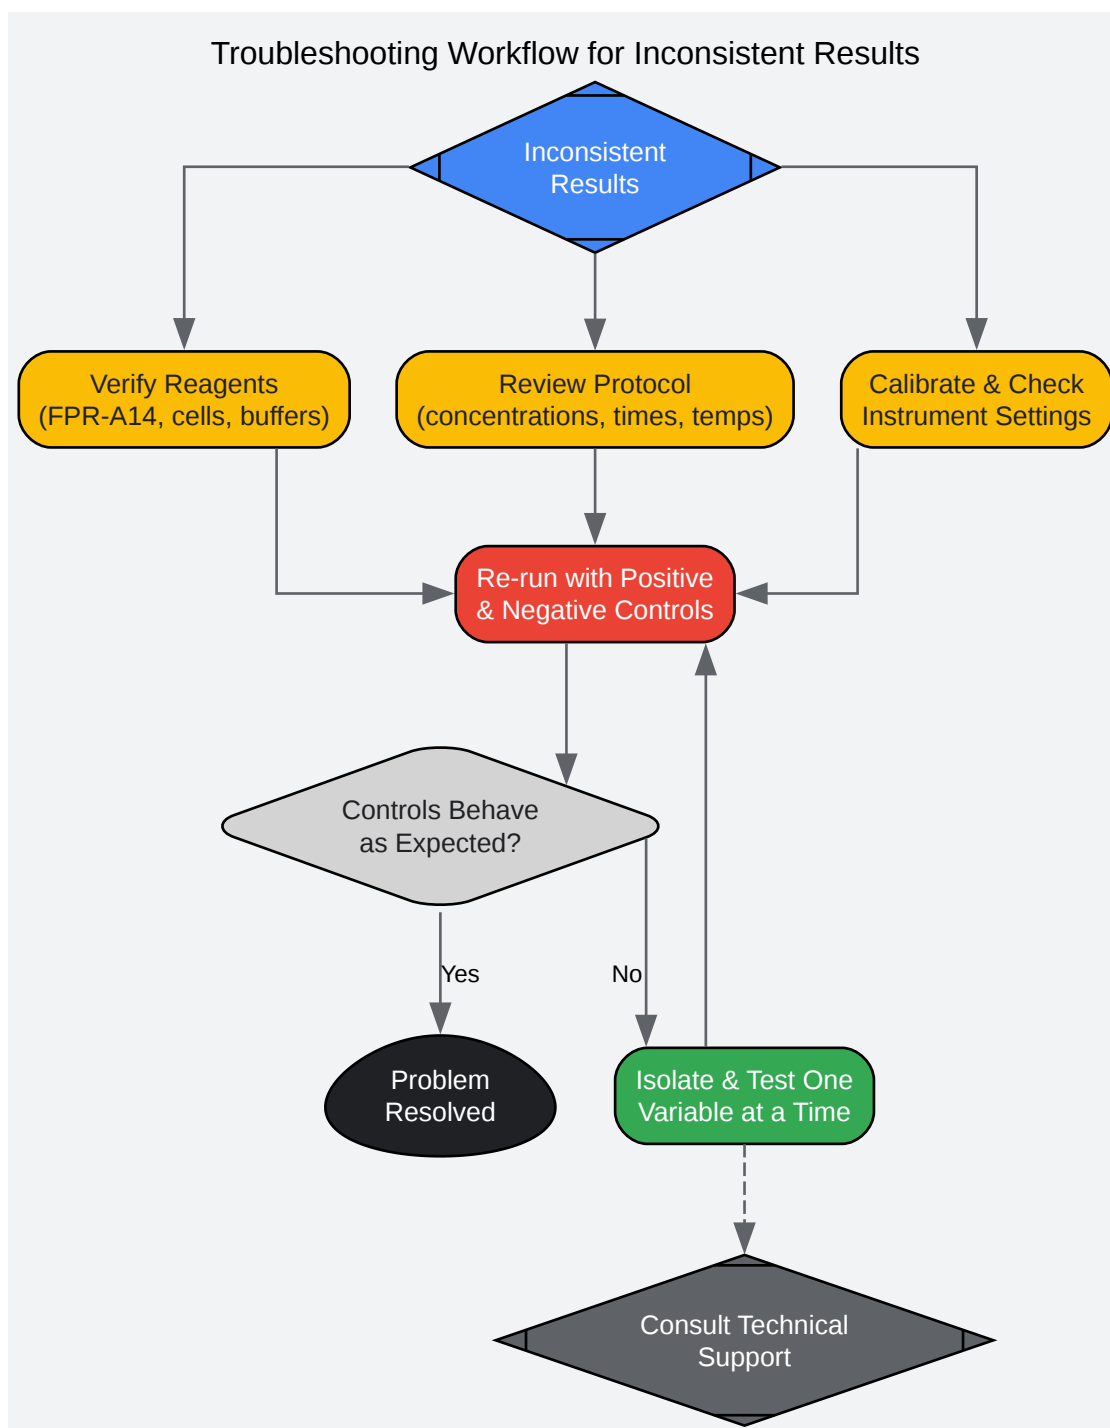 Troubleshooting Workflow for Inconsistent Results
Inconsistent
Results
Verify Reagents
(FPR-A14, cells, buffers)
Review Protocol
(concentrations, times, temps)
Calibrate & Check
Instrument Settings
Re-run with Positive
& Negative Controls
Controls Behave
as Expected?
Yes
No
Problem
Resolved
Isolate & Test One
Variable at a Time
Consult Technical
Support